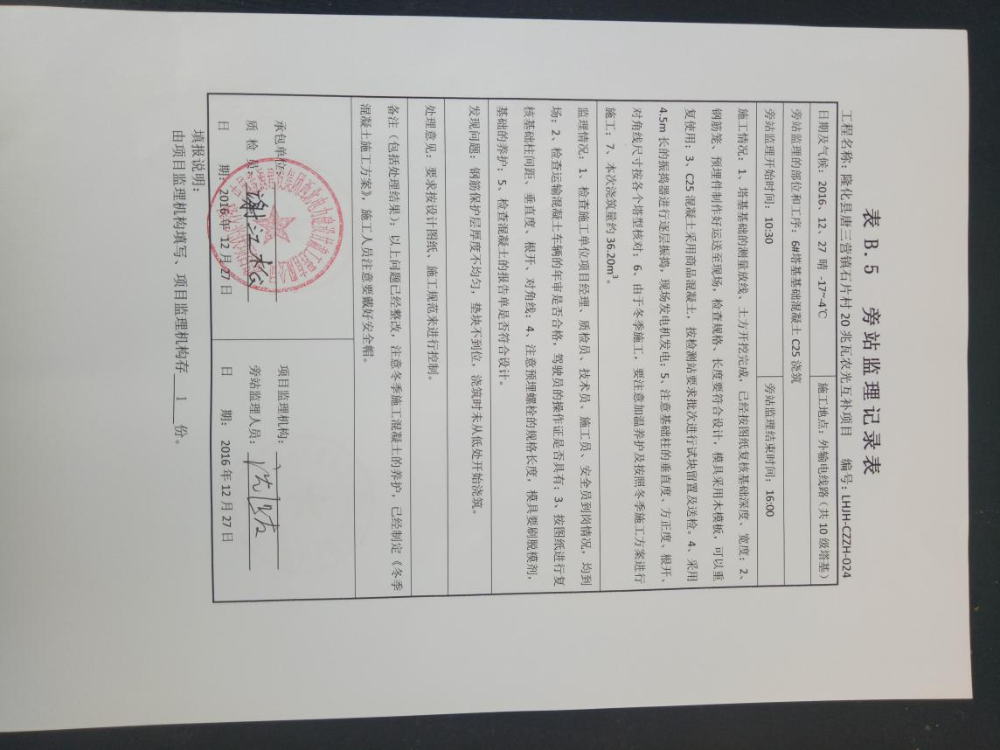 表 B.5 旁站监理记录表
工程名称：隆化县唐三营镇石片村 20 兆瓦农光互补项目 编号：LHJH-CZZH-024
日期及气候：2016、12、27 晴 -17~-4℃ 施工地点：外输电线路（共 10 级塔基）
旁站监理的部位和工序：6#塔基基础混凝土 C25 浇筑
旁站监理开始时间：10:30 旁站监理结束时间：16:00
施工情况：1、塔基基础的测量放线、土方开挖完成，已经按图纸复核基础深度、宽度；2、
钢筋笼、预埋件制作好运送至现场，检查规格、长度要符合设计，模具采用木模板，可以重
复使用；3、C25 混凝土采用商品混凝土，按检测站要求批次进行试块留置及送检。4、采用
4.5m 长的振捣器进行逐层振捣，现场发电机发电；5、注意基础柱的垂直度、方正度、根开、
对角线尺寸按各个塔型核对；6、由于冬季施工，要注意加温养护及按照冬季施工方案进行
施工；7、本次浇筑量约 36.20m³。
监理情况：1、检查施工单位项目经理、质检员、技术员、施工员、安全员到岗情况，均到
场；2、检查运输混凝土车辆的年审是否合格，驾驶员的操作证是否具有；3、按图纸进行复
核基础柱间距、垂直度、根开、对角线；4、注意预埋螺栓的规格长度，模具要刷脱模剂，
基础的养护；5、检查混凝土的报告单是否符合设计。
发现问题：钢筋保护层厚度不均匀，垫块不到位，浇筑时未从低处开始浇筑。
处理意见：要求按设计图纸、施工规范来进行控制。
备注（包括处理结果）：以上问题已经整改，注意冬季施工混凝土的养护，已经制定《冬季
混凝土施工方案》，施工人员注意要戴好安全帽。
承包单位：
质 检 员：谢江松
日 期：2016 年 12 月 27 日
项目监理机构：
旁站监理人员：
日 期：2016 年 12 月 27 日
填报说明：
由项目监理机构填写、项目监理机构存 1 份。